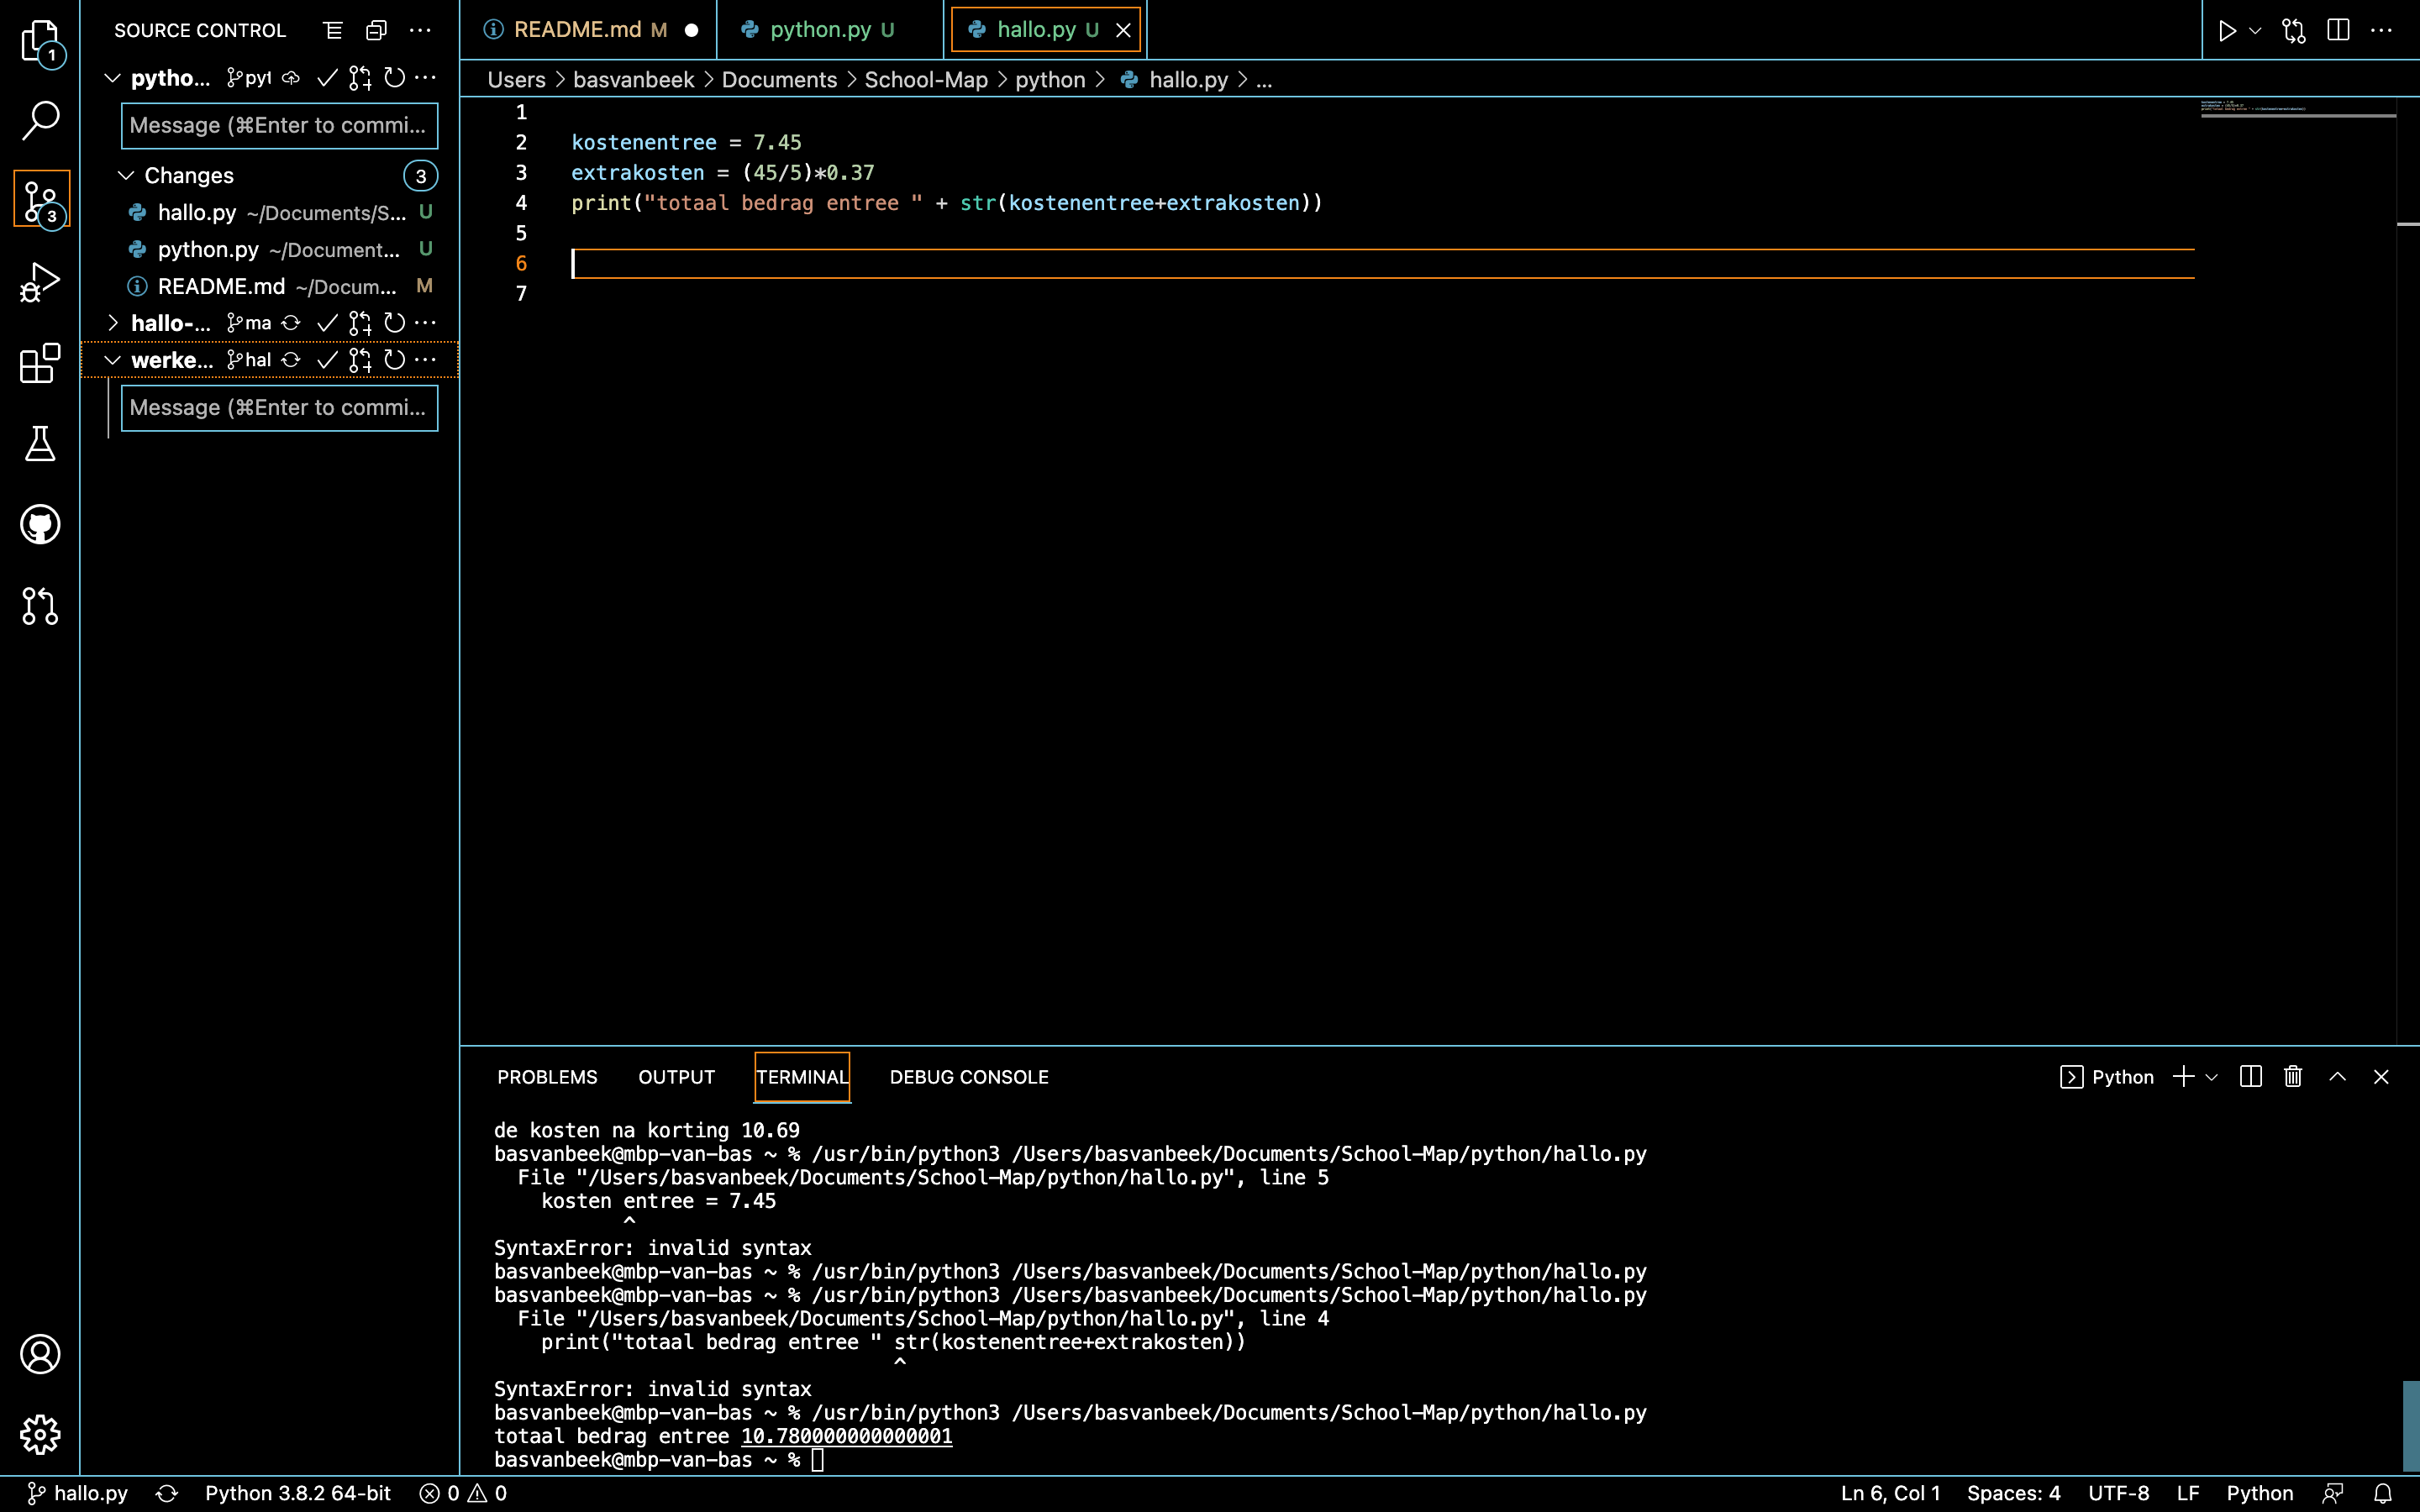 1
SOURCE CONTROL
pytho... pyt
Message (⌘Enter to commi...
Changes 3
hallo.py ~/Documents/S... U
python.py ~/Document... U
README.md ~/Docum... M
hallo-... ma
werke... hal
Message (⌘Enter to commi...
3
README.md M
python.py U
hallo.py U
Users > basvanbeek > Documents > School-Map > python > hallo.py > ...
1
2 kostenentree = 7.45
3 extrakosten = (45/5)*0.37
4 print("totaal bedrag entree " + str(kostenentree+extrakosten))
5
6
7
PROBLEMS OUTPUT TERMINAL DEBUG CONSOLE
Python
de kosten na korting 10.69
basvanbeek@mbp-van-bas ~ % /usr/bin/python3 /Users/basvanbeek/Documents/School-Map/python/hallo.py
File "/Users/basvanbeek/Documents/School-Map/python/hallo.py", line 5
kosten entree = 7.45
^
SyntaxError: invalid syntax
basvanbeek@mbp-van-bas ~ % /usr/bin/python3 /Users/basvanbeek/Documents/School-Map/python/hallo.py
basvanbeek@mbp-van-bas ~ % /usr/bin/python3 /Users/basvanbeek/Documents/School-Map/python/hallo.py
File "/Users/basvanbeek/Documents/School-Map/python/hallo.py", line 4
print("totaal bedrag entree " str(kostenentree+extrakosten))
^
SyntaxError: invalid syntax
basvanbeek@mbp-van-bas ~ % /usr/bin/python3 /Users/basvanbeek/Documents/School-Map/python/hallo.py
totaal bedrag entree 10.780000000000001
basvanbeek@mbp-van-bas ~ %
hallo.py Python 3.8.2 64-bit 0 0
Ln 6, Col 1 Spaces: 4 UTF-8 LF Python